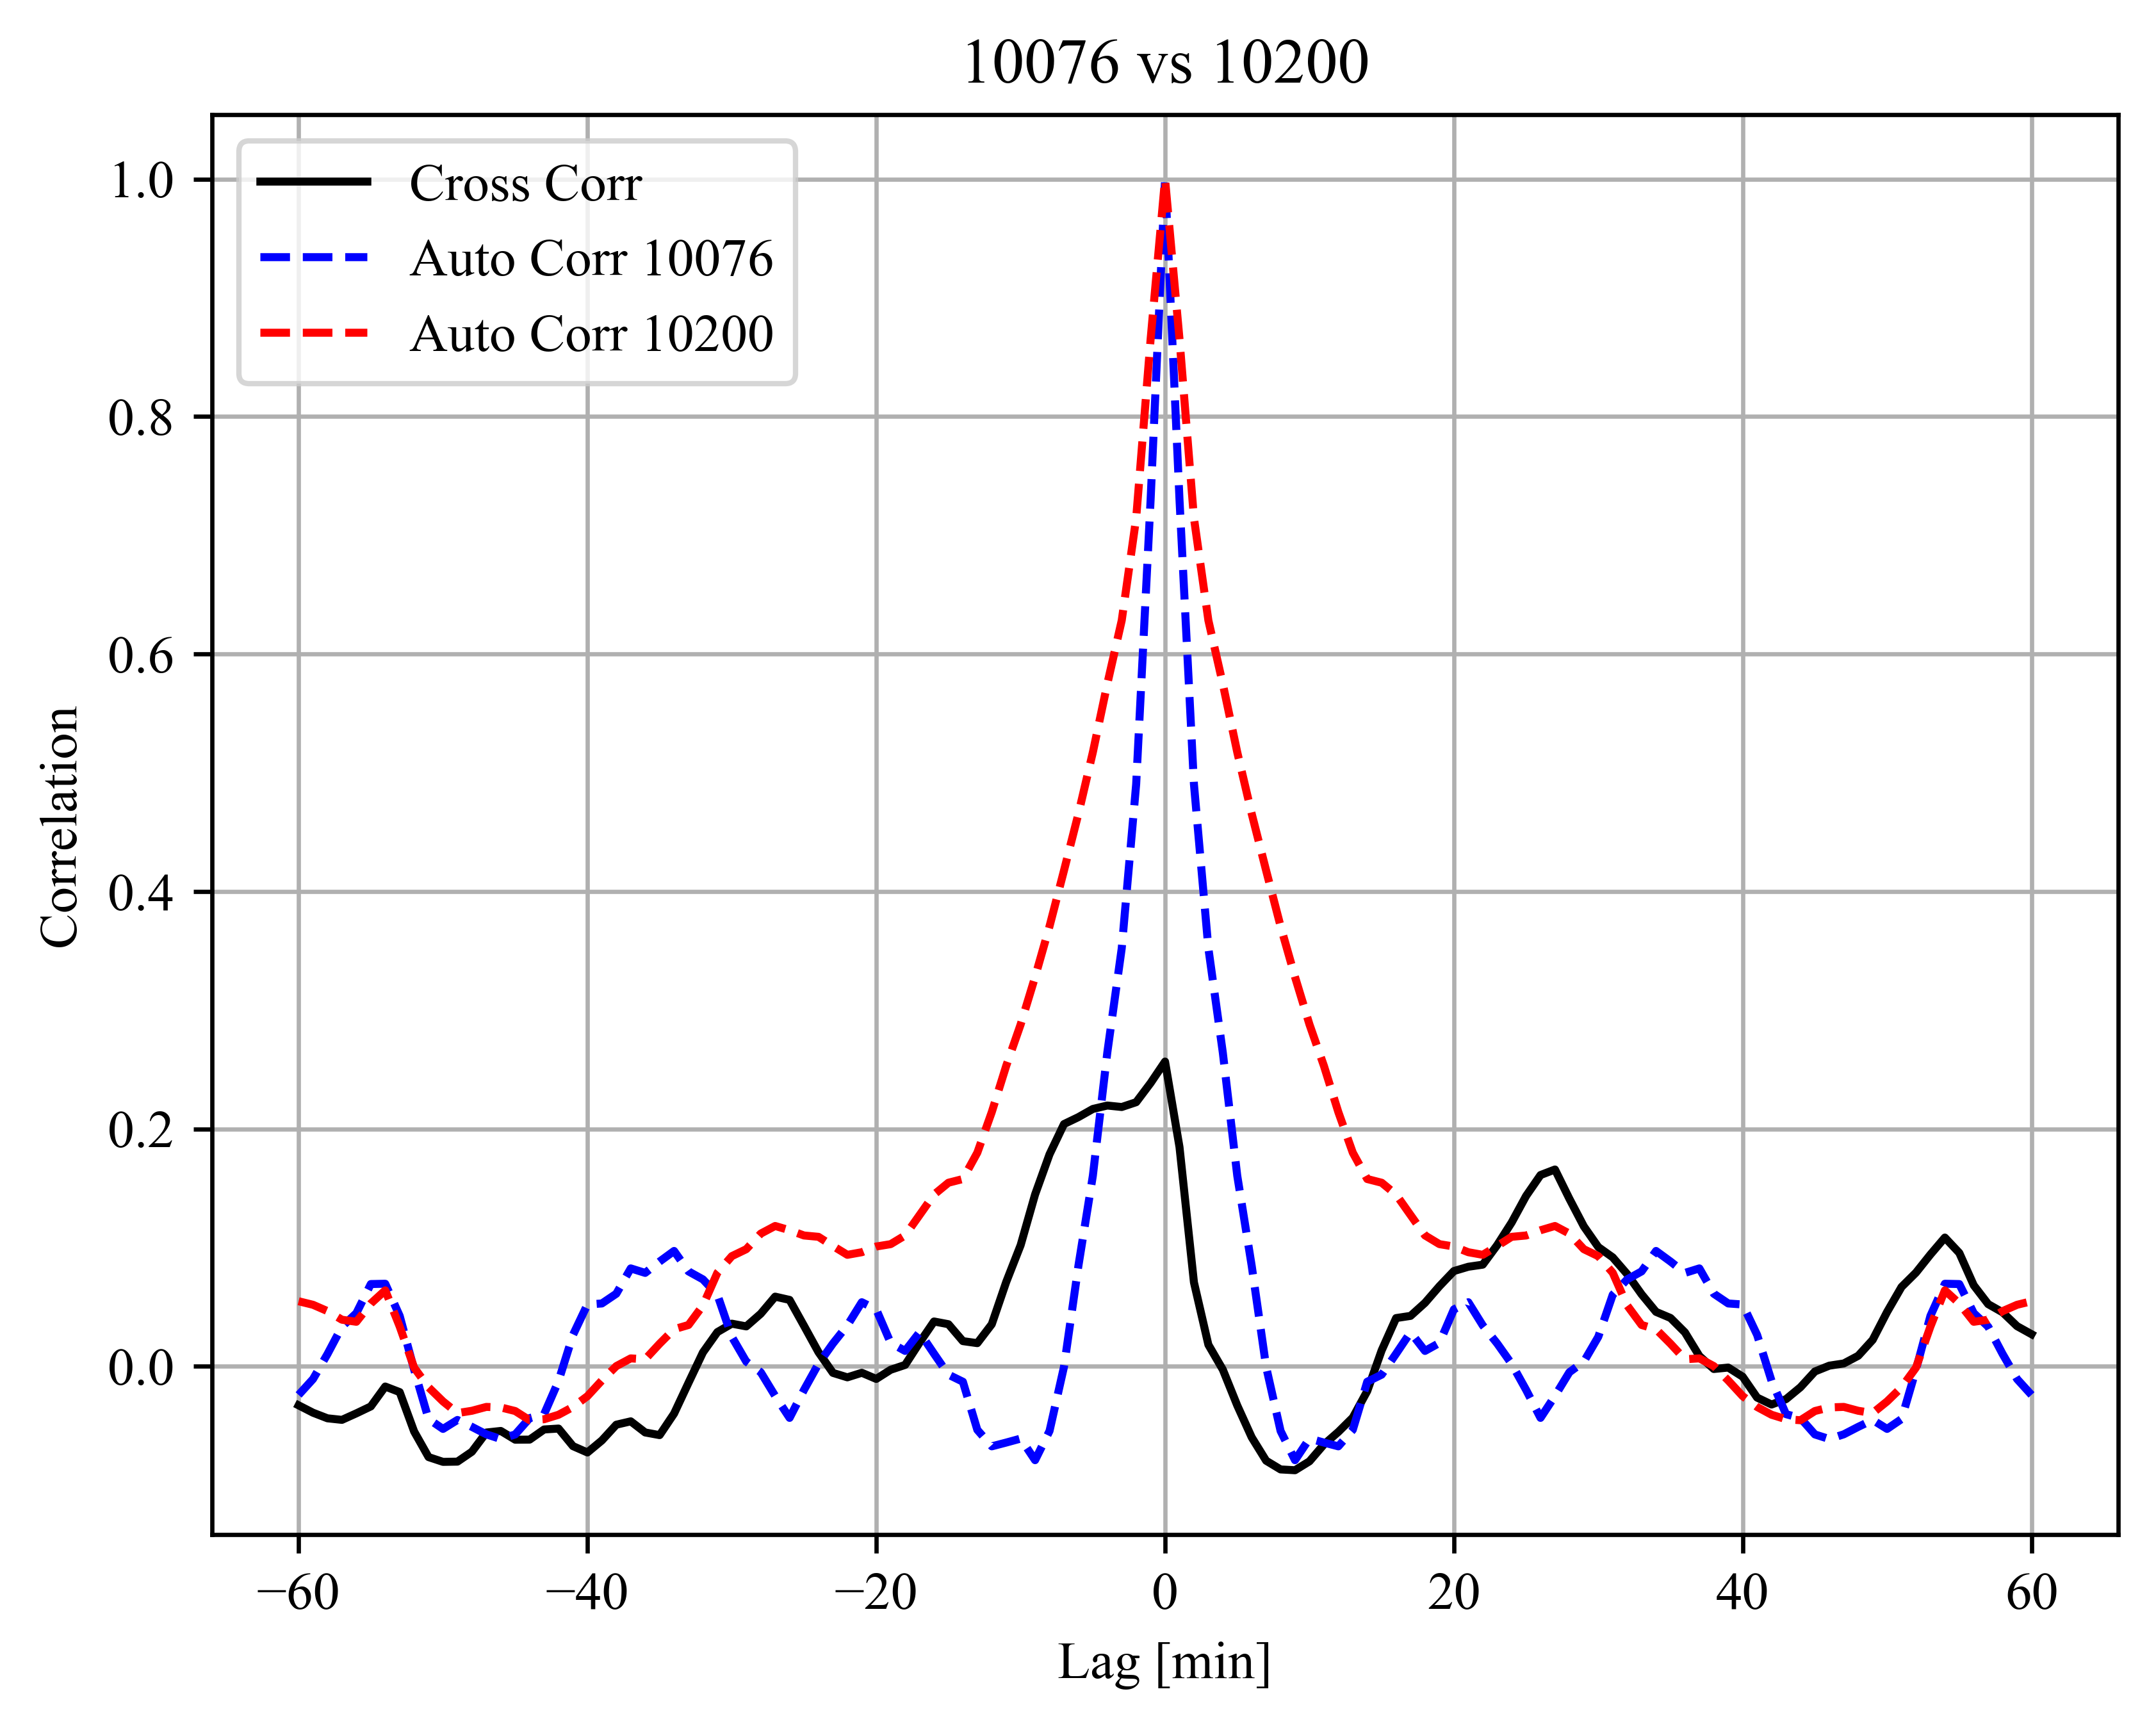 10076 vs 10200
Cross Corr
Auto Corr 10076
Auto Corr 10200
1.0
0.8
0.6
0.4
0.2
0.0
Correlation
−60
−40
−20
0
20
40
60
Lag [min]